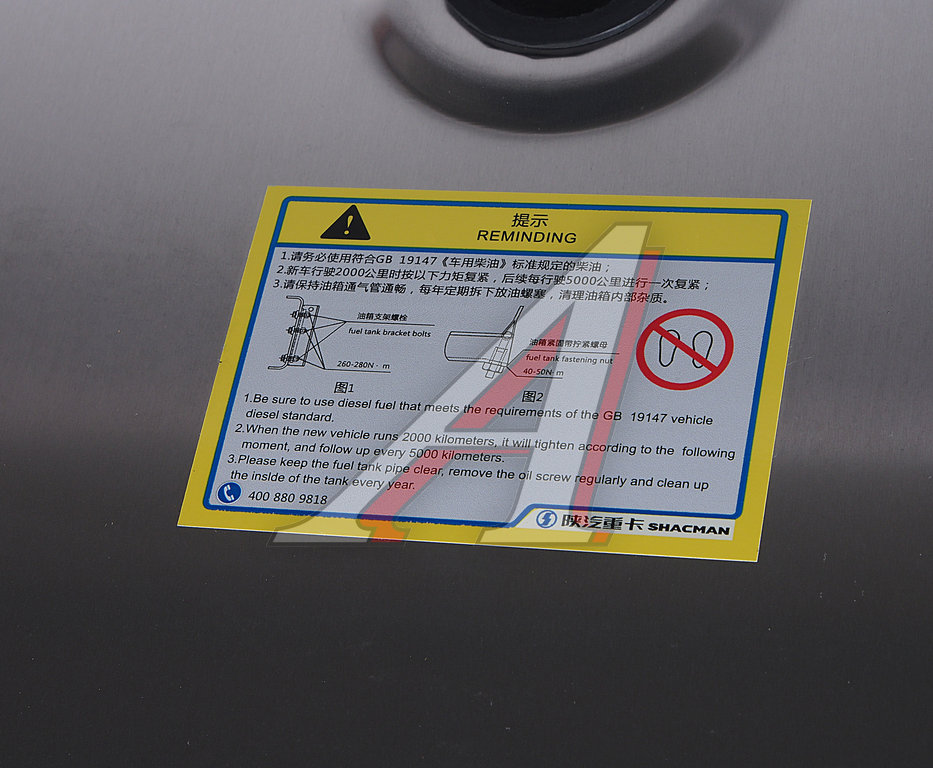 提示
REMINDING
1.请务必使用符合GB 19147《车用柴油》标准规定的柴油；
2.新车行驶2000公里时按以下力矩复紧，后续每行驶5000公里进行一次复紧；
3.请保持油箱通气管通畅，每年定期拆下放油螺塞，清理油箱内部杂质。
油箱支架螺栓
fuel tank bracket bolts
260-280N·m
图1
油箱紧固带拧紧螺母
fuel tank fastening nut
40-50N·m
图2
1.Be sure to use diesel fuel that meets the requirements of the GB 19147 vehicle
diesel standard.
2.When the new vehicle runs 2000 kilometers, it will tighten according to the following
moment, and follow up every 5000 kilometers.
3.Please keep the fuel tank pipe clear, remove the oil screw regularly and clean up
the inside of the tank every year.
400 880 9818
陕汽重卡 SHACMAN